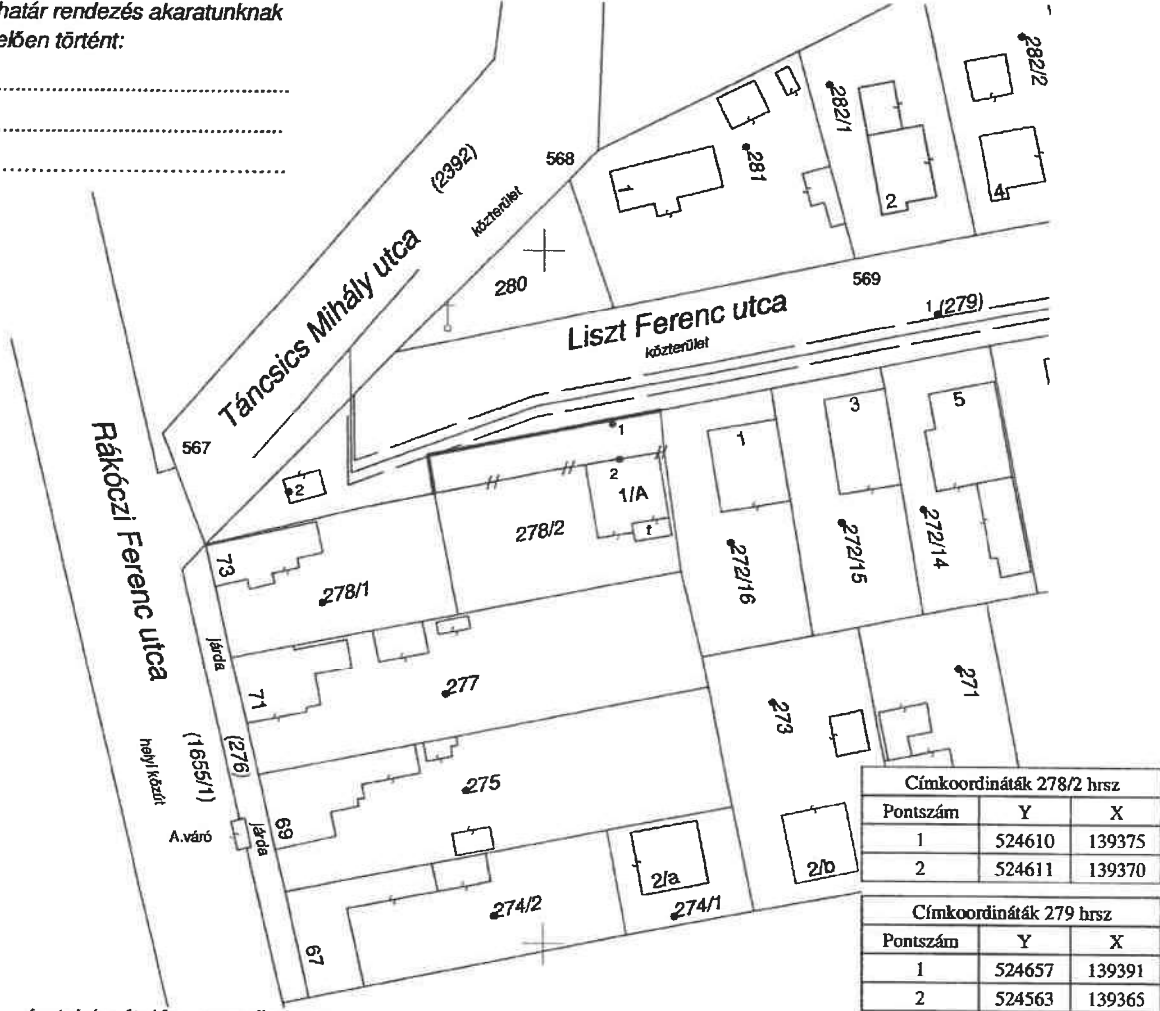 határ rendezés akaratunknak
elően történt:
282/2
282/1
281
(2392)
568
közterület
1
2
4
Táncsics Mihály utca
280
569
Liszt Ferenc utca
közterület
1 (279)
567
Rákóczi Ferenc utca
2
1
2
1/A
f
1
3
5
278/2
73
278/1
272/16
272/15
272/14
járda
71
277
273
271
(1655/1)
helyi közút
(276)
275
A.váró
járda
69
2/a
2/b
274/2
274/1
67
Címkoordináták 278/2 hrsz
Pontszám Y X
1 524610 139375
2 524611 139370
Címkoordináták 279 hrsz
Pontszám Y X
1 524657 139391
2 524563 139365